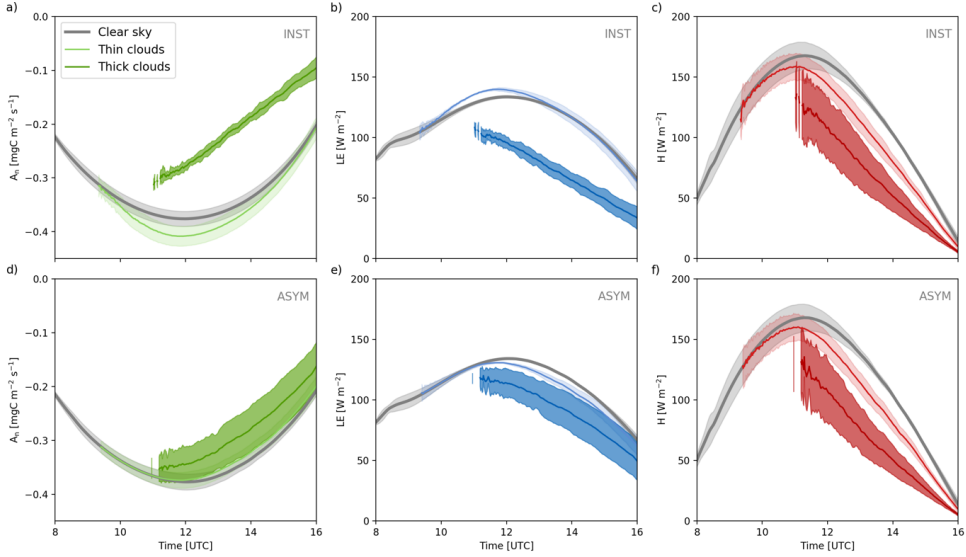 a)
0.0
−0.1
−0.2
−0.3
−0.4
Aₙ [mgC m⁻² s⁻¹]
Clear sky
Thin clouds
Thick clouds
INST
b)
200
150
100
50
0
LE [W m⁻²]
INST
c)
200
150
100
50
0
H [W m⁻²]
INST
d)
0.0
−0.1
−0.2
−0.3
−0.4
Aₙ [mgC m⁻² s⁻¹]
ASYM
8 10 12 14 16
Time [UTC]
e)
200
150
100
50
0
LE [W m⁻²]
ASYM
8 10 12 14 16
Time [UTC]
f)
200
150
100
50
0
H [W m⁻²]
ASYM
8 10 12 14 16
Time [UTC]